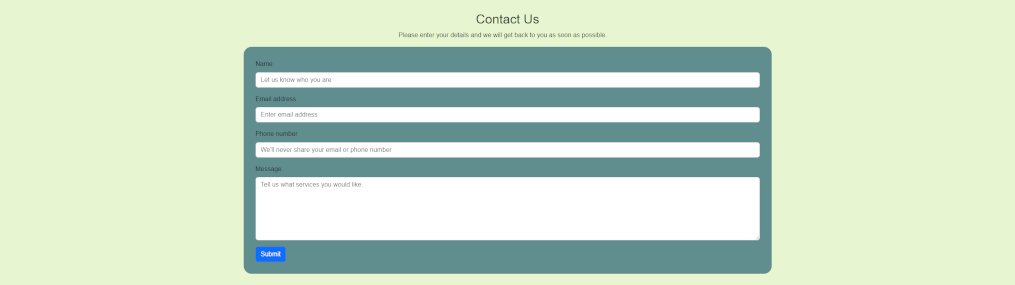 Contact Us
Please enter your details and we will get back to you as soon as possible.
Name
Let us know who you are
Email address
Enter email address
Phone number
We'll never share your email or phone number
Message
Tell us what services you would like.
Submit